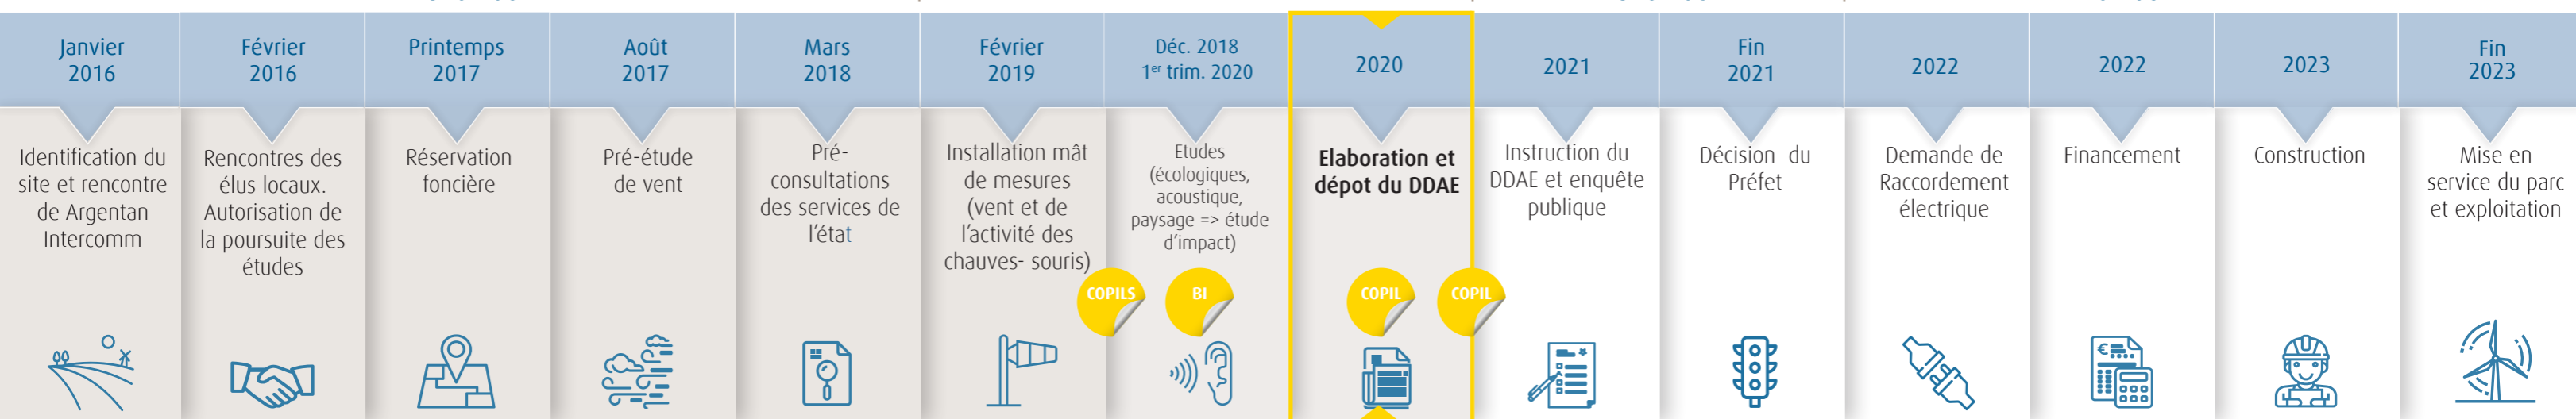 Janvier
2016
Février
2016
Printemps
2017
Août
2017
Mars
2018
Février
2019
Déc. 2018
1er trim. 2020
2020
2021
Fin
2021
2022
2022
2023
Fin
2023
Identification du
site et rencontre
de Argentan
Intercomm
Rencontres des
élus locaux.
Autorisation de
la poursuite des
études
Réservation
foncière
Pré-étude
de vent
Pré-
consultations
des services de
l'état
Installation mât
de mesures
(vent et de
l'activité des
chauves- souris)
Etudes
(écologiques,
acoustique,
paysage => étude
d'impact)
Elaboration et
dépot du DDAE
Instruction du
DDAE et enquête
publique
Décision du
Préfet
Demande de
Raccordement
électrique
Financement
Construction
Mise en
service du parc
et exploitation
COPILS
BI
COPIL
COPIL
€